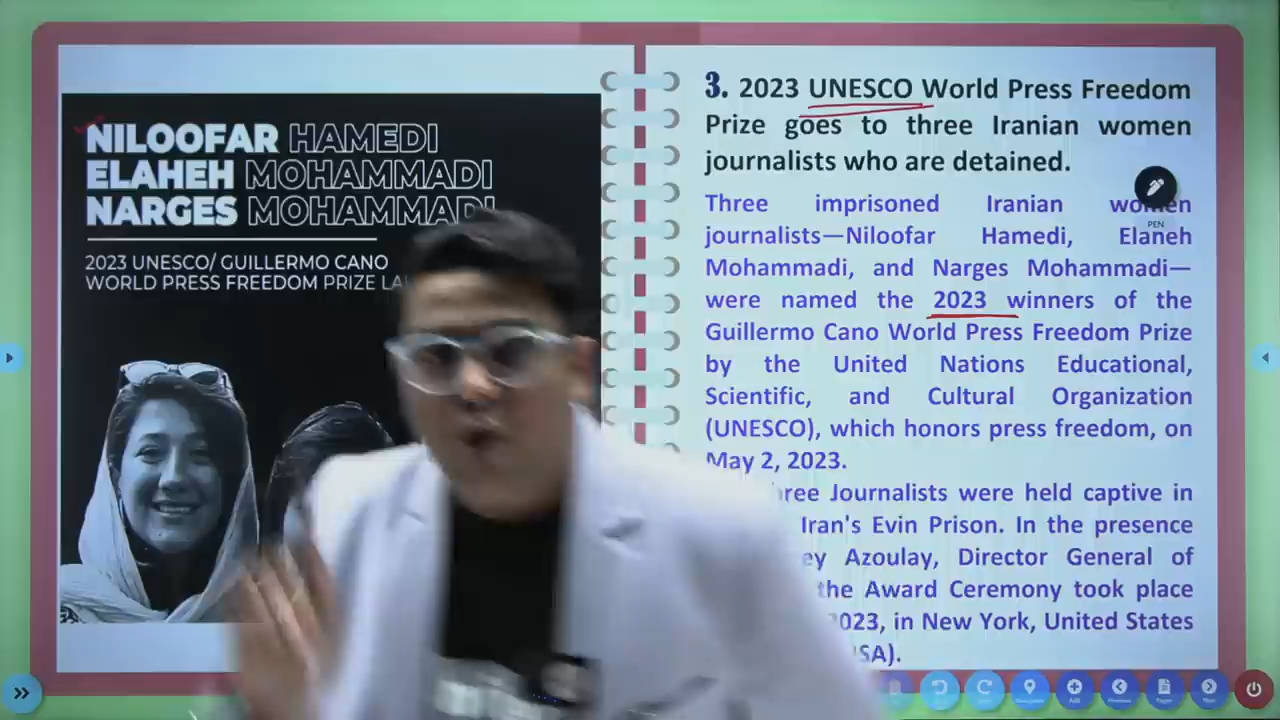 NILOOFAR HAMEDI
ELAHEH MOHAMMADI
NARGES MOHAMMADI
2023 UNESCO/ GUILLERMO CANO
WORLD PRESS FREEDOM PRIZE
3. 2023 UNESCO World Press Freedom
Prize goes to three Iranian women
journalists who are detained.
Three imprisoned Iranian women
journalists—Niloofar Hamedi, Elaheh
Mohammadi, and Narges Mohammadi—
were named the 2023 winners of the
Guillermo Cano World Press Freedom Prize
by the United Nations Educational,
Scientific, and Cultural Organization
(UNESCO), which honors press freedom, on
May 2, 2023.
Journalists were held captive in
Iran's Evin Prison. In the presence
Azoulay, Director General of
the Award Ceremony took place
2023, in New York, United States
PEN